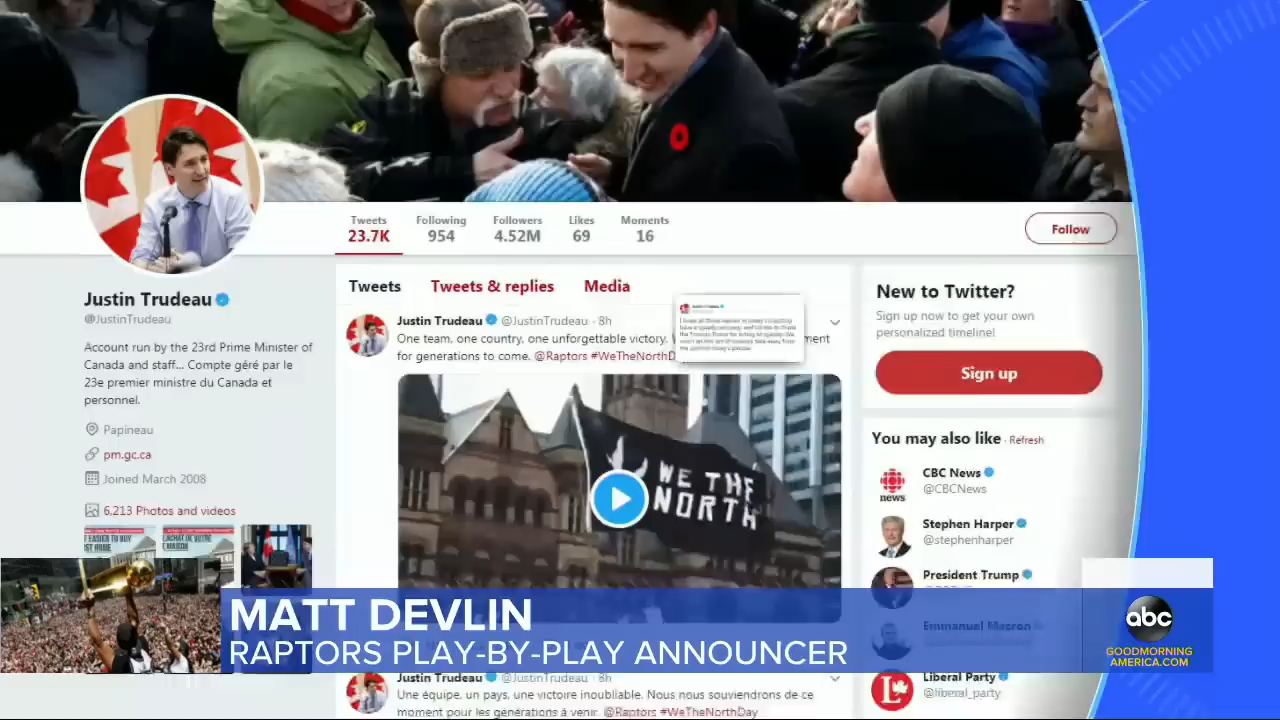 Tweets Following Followers Likes Moments
23.7K 954 4.52M 69 16
Follow
Justin Trudeau
@JustinTrudeau
Account run by the 23rd Prime Minister of
Canada and staff... Compte géré par le
23e premier ministre du Canada et
personnel.
Papineau
pm.gc.ca
Joined March 2008
6,213 Photos and videos
Tweets Tweets & replies Media
Justin Trudeau @JustinTrudeau · 8h
One team, one country, one unforgettable victory.
for generations to come. @Raptors
WE THE
NORTH
Justin Trudeau @JustinTrudeau · 8h
Une équipe, un pays, une victoire inoubliable. Nous nous souviendrons de ce
moment pour les générations à venir. @Raptors #WeTheNorthDay
New to Twitter?
Sign up now to get your own
personalized timeline!
Sign up
You may also like · Refresh
CBC News
@CBCNews
news
Stephen Harper
@stephenharper
President Trump
Emmanuel Macron
Liberal Party
@liberal_party
MATT DEVLIN
RAPTORS PLAY-BY-PLAY ANNOUNCER
abc
GOODMORNING
AMERICA.COM